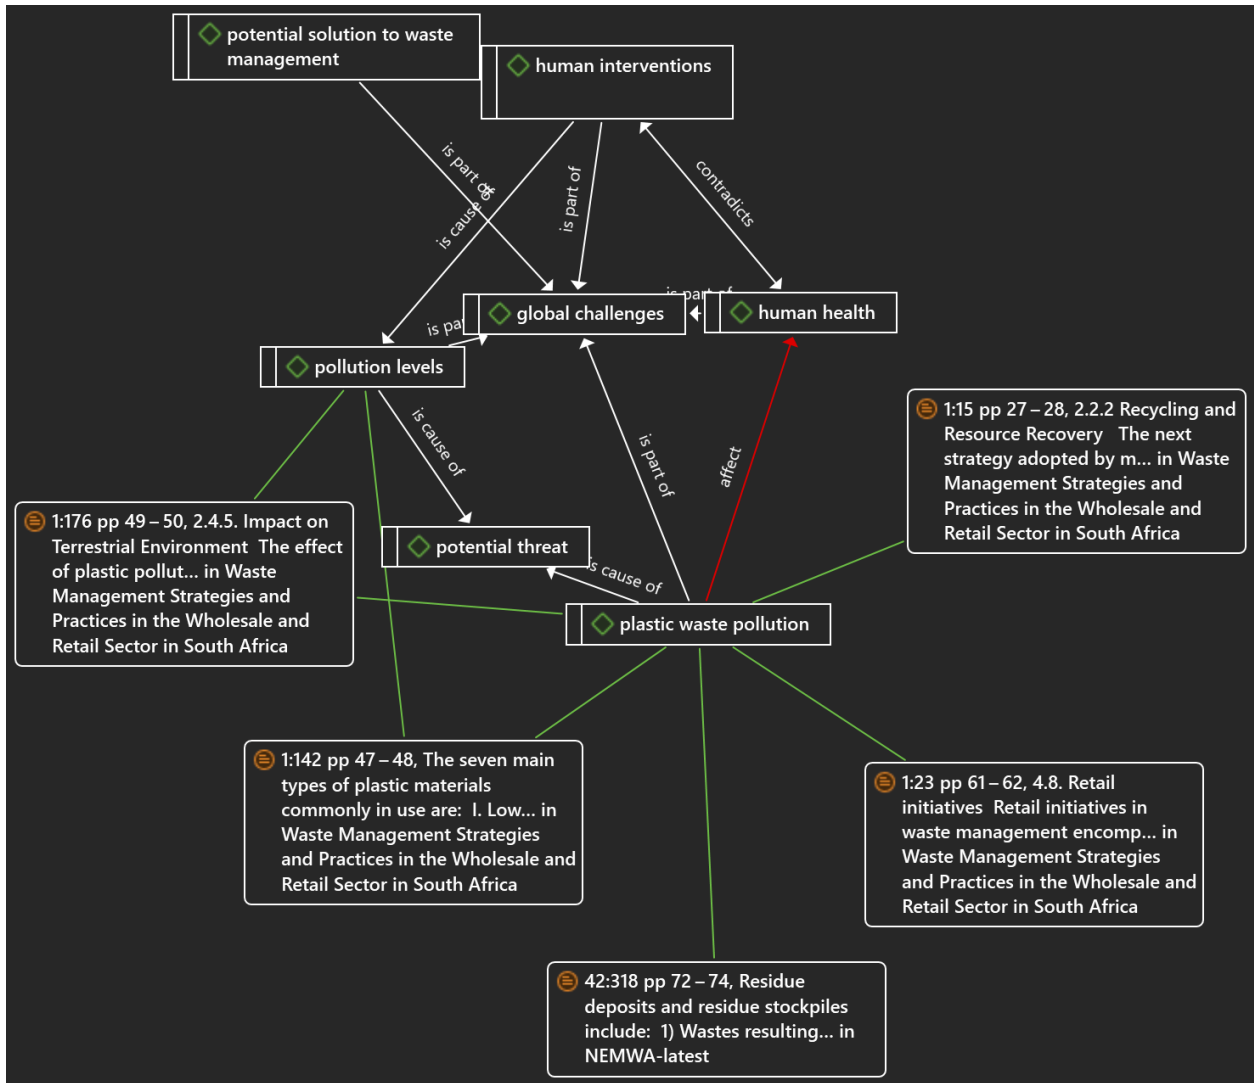 potential solution to waste
management
human interventions
is part of
is cause of
is part of
contradicts
is part of
global challenges
human health
is pa
pollution levels
is cause of
is part of
affect
1:15 pp 27 – 28, 2.2.2 Recycling and
Resource Recovery   The next
strategy adopted by m... in Waste
Management Strategies and
Practices in the Wholesale and
Retail Sector in South Africa
1:176 pp 49 – 50, 2.4.5. Impact on
Terrestrial Environment  The effect
of plastic pollut... in Waste
Management Strategies and
Practices in the Wholesale and
Retail Sector in South Africa
potential threat
is cause of
plastic waste pollution
1:142 pp 47 – 48, The seven main
types of plastic materials
commonly in use are:  I. Low... in
Waste Management Strategies
and Practices in the Wholesale and
Retail Sector in South Africa
1:23 pp 61 – 62, 4.8. Retail
initiatives  Retail initiatives in
waste management encomp... in
Waste Management Strategies
and Practices in the Wholesale and
Retail Sector in South Africa
42:318 pp 72 – 74, Residue
deposits and residue stockpiles
include:  1) Wastes resulting... in
NEMWA-latest